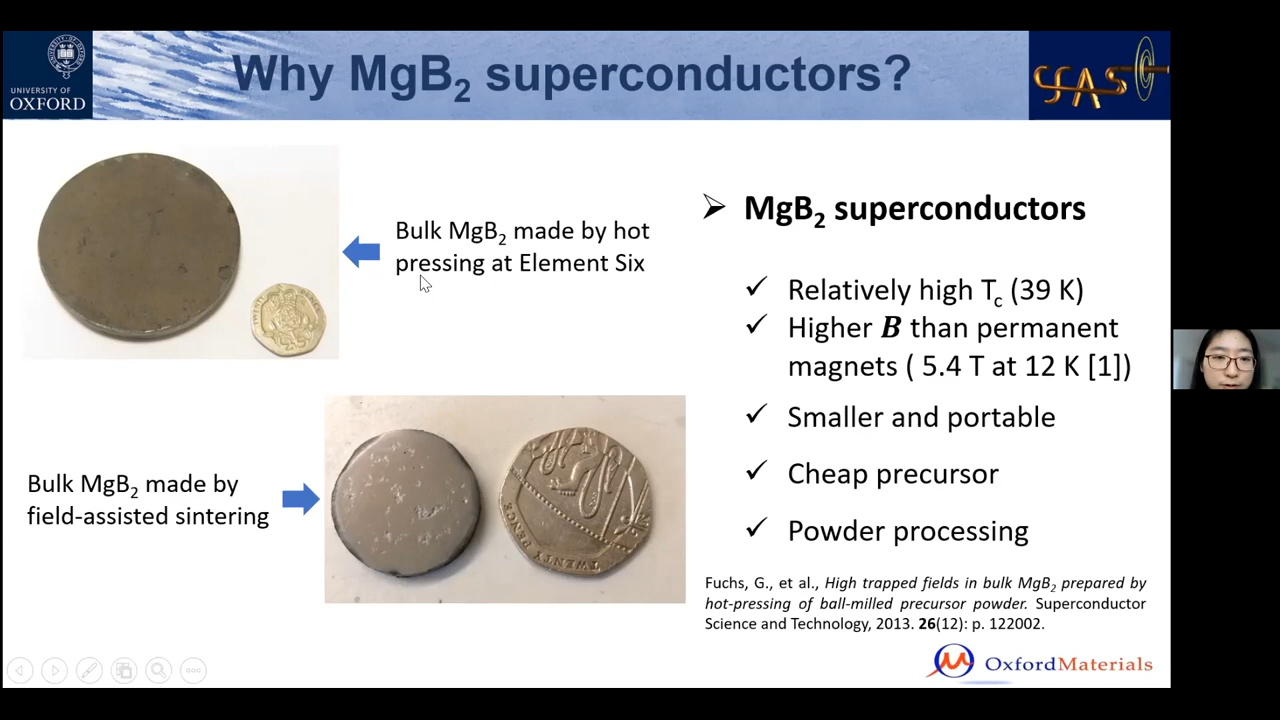 UNIVERSITY OF
OXFORD
Why MgB₂ superconductors?
SFAS
Bulk MgB₂ made by hot
pressing at Element Six
Bulk MgB₂ made by
field-assisted sintering
TWENTY PENCE
➢ MgB₂ superconductors
✓ Relatively high Tc (39 K)
✓ Higher B than permanent
magnets ( 5.4 T at 12 K [1])
✓ Smaller and portable
✓ Cheap precursor
✓ Powder processing
Fuchs, G., et al., High trapped fields in bulk MgB₂ prepared by
hot-pressing of ball-milled precursor powder. Superconductor
Science and Technology, 2013. 26(12): p. 122002.
OxfordMaterials